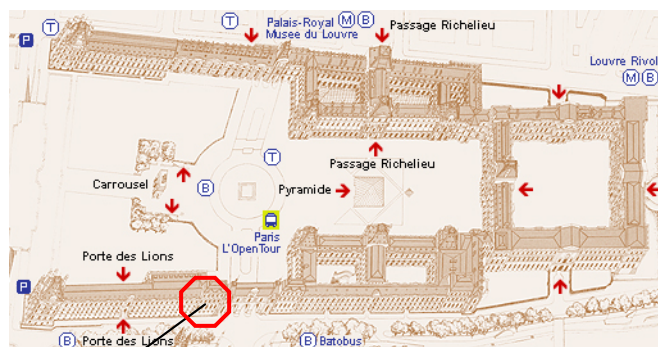 T
T
Palais-Royal M B
Musee du Louvre
Passage Richelieu
P
Louvre Rivol
M B
T
Passage Richelieu
Carrousel
B
Pyramide
Paris
L'OpenTour
Porte des Lions
P
B Porte des Lions
B Batobus